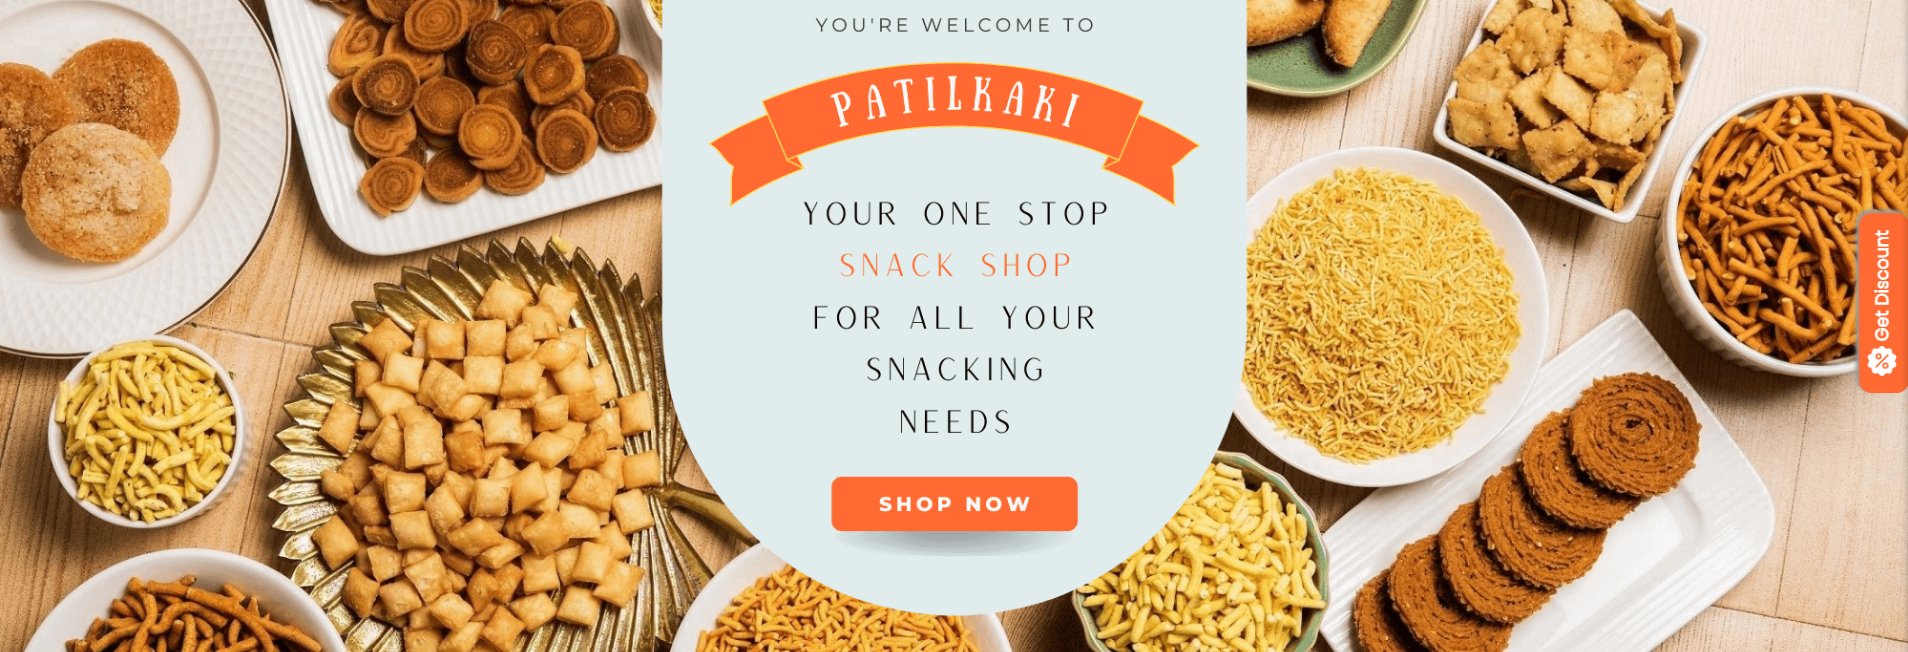 YOU'RE WELCOME TO
PATILKAKI
YOUR ONE STOP
SNACK SHOP
FOR ALL YOUR
SNACKING
NEEDS
SHOP NOW
Get Discount